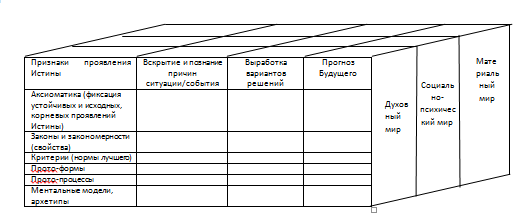 Признаки проявления
Истины
Вскрытие и познание
причин
ситуации/события
Выработка
вариантов
решений
Прогноз
Будущего
Аксиоматика (фиксация
устойчивых и исходных,
корневых проявлений
Истины)
Законы и закономерности
(свойства)
Критерии (нормы лучшего)
Прото-формы
Прото-процессы
Ментальные модели,
архетипы
Духов
ный
мир
Социаль
но-
психичес
кий мир
Мате
риаль
ный
мир